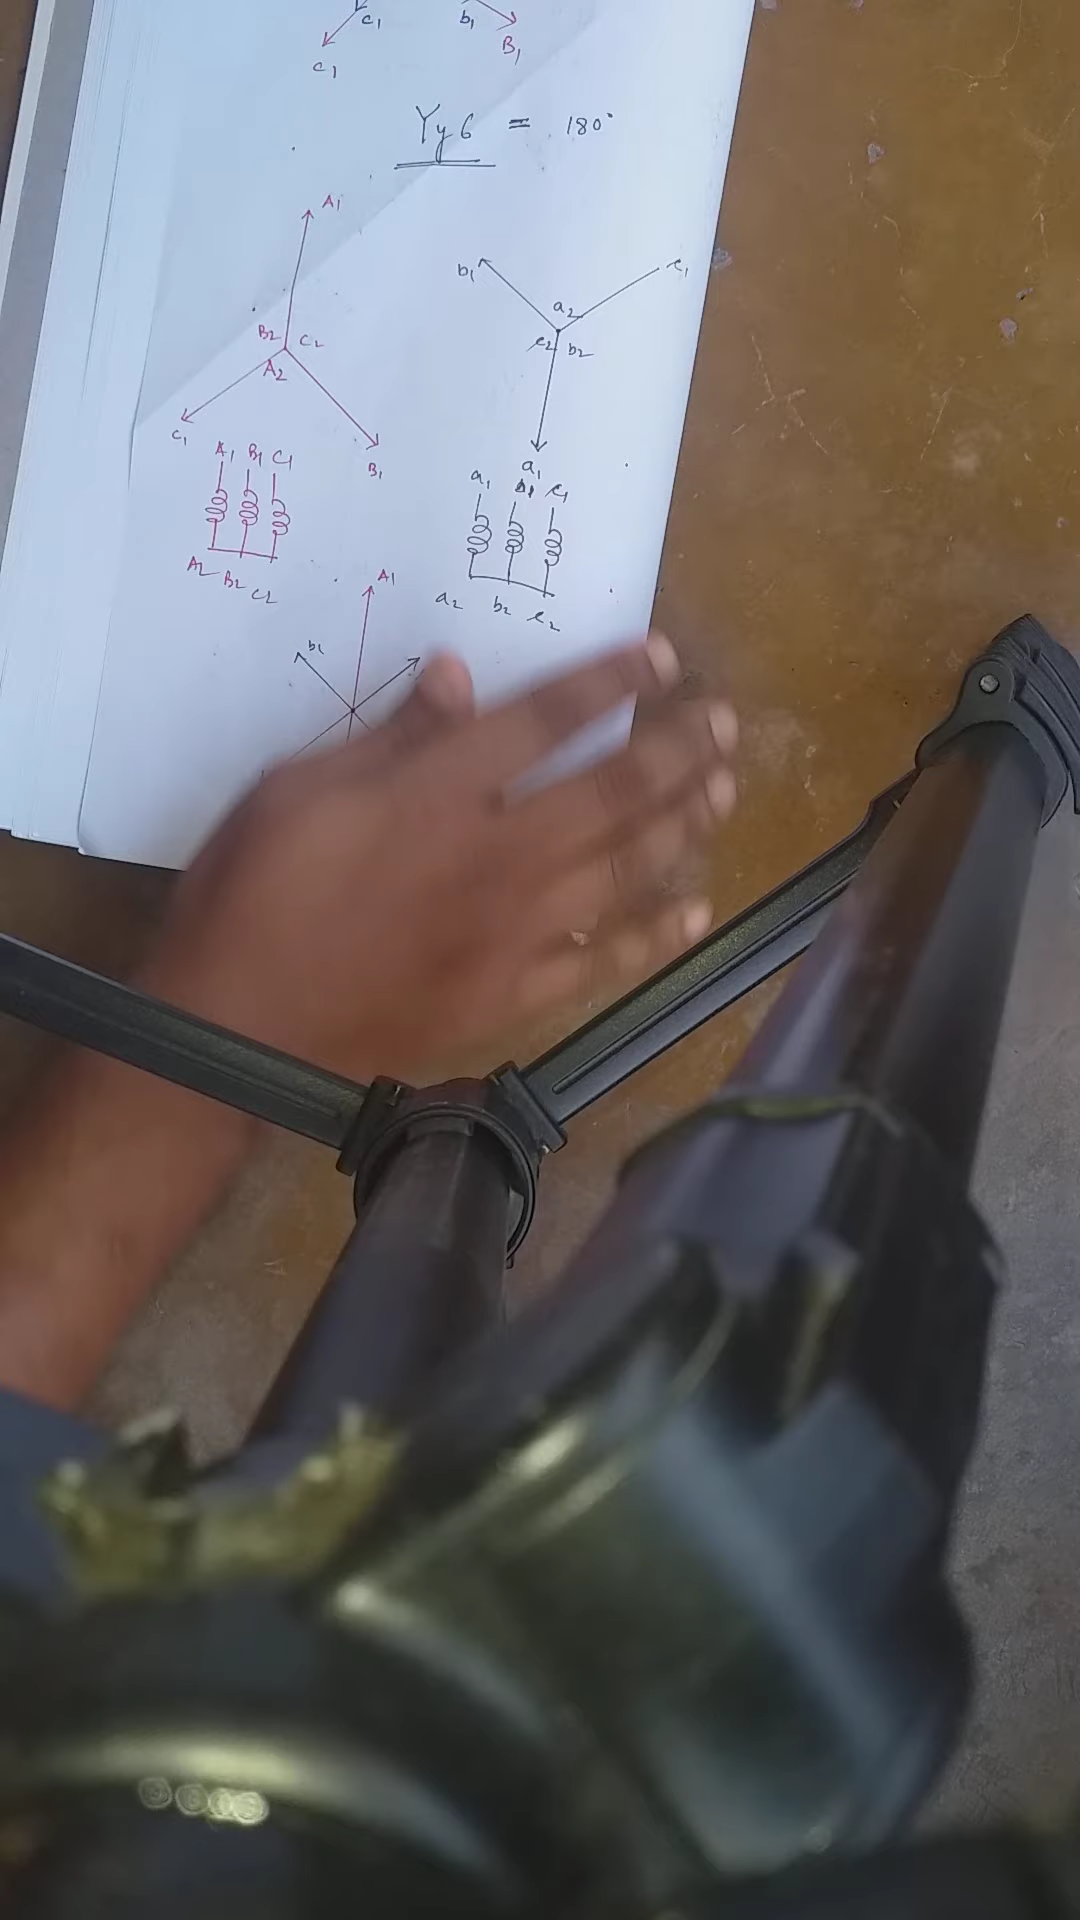 c1 b1
c1 B1
Yy6 = 180°
A1
b1 c1
a2
B2 C2
c2 b2
A2
C1 B1
a1
A1 B1 C1
a1 b1 c1
A2 B2 C2
a2 b2 c2
A1
b1